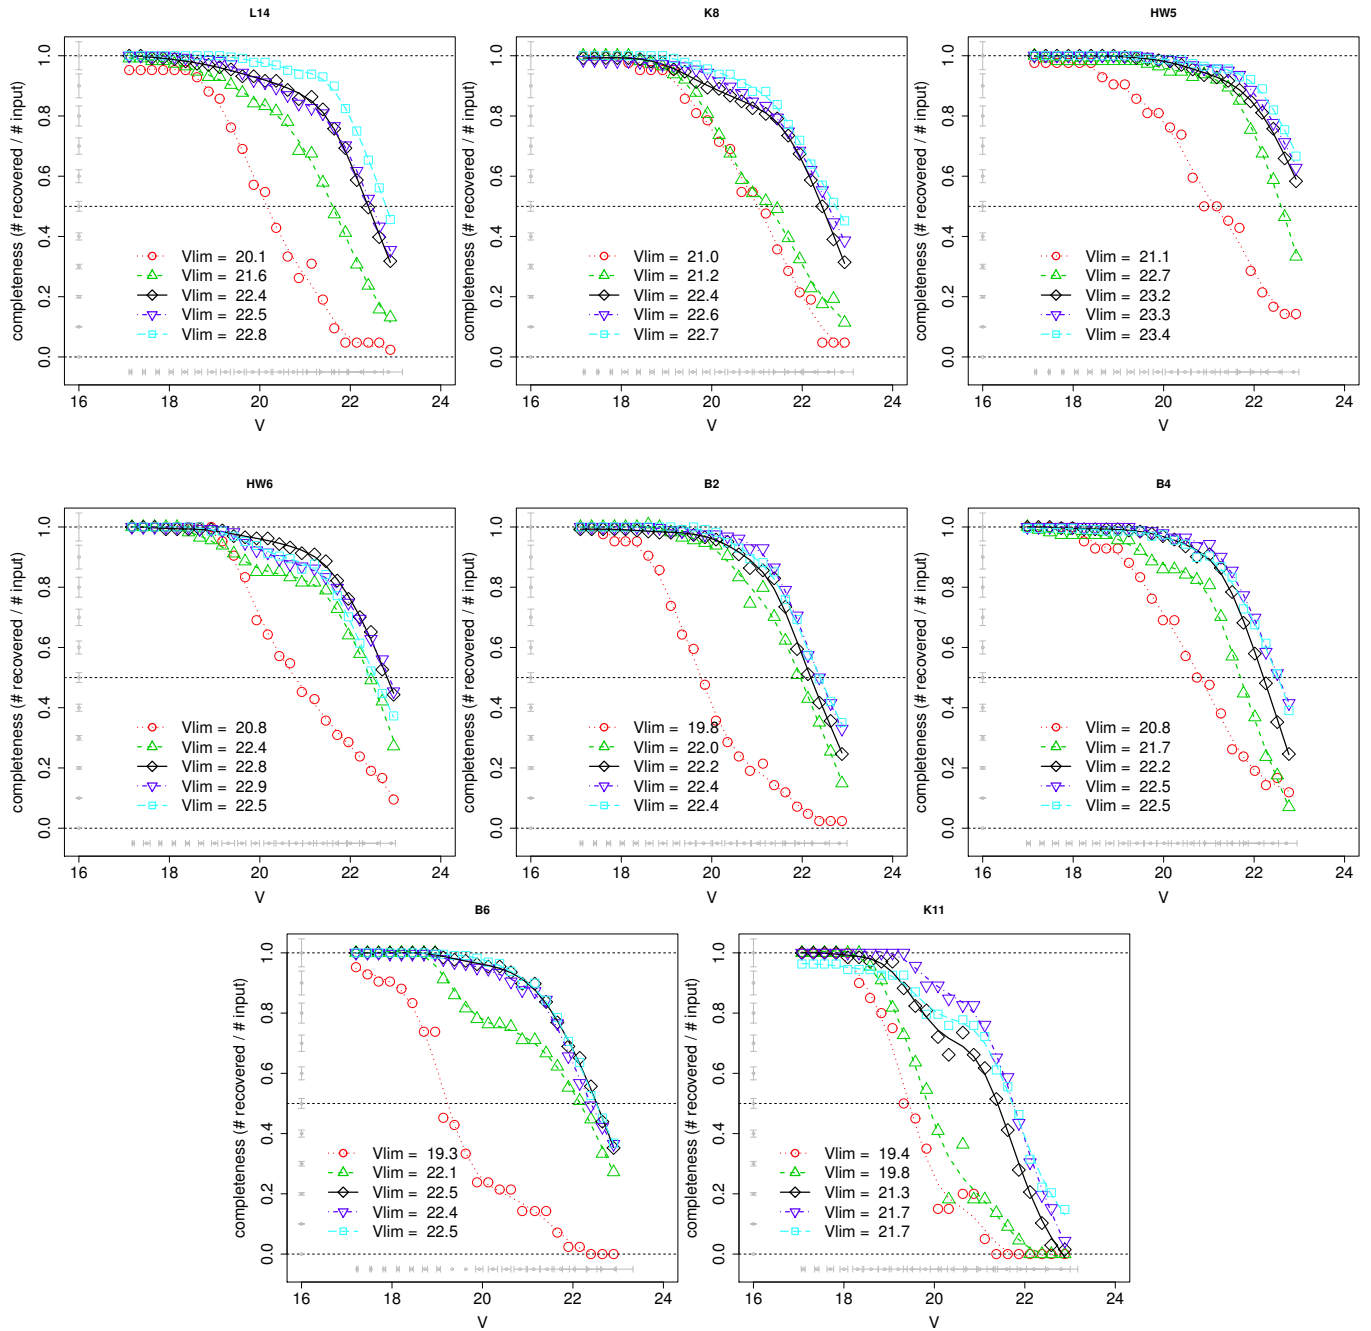 L14
completeness (# recovered / # input)
0.0 0.2 0.4 0.6 0.8 1.0
Vlim = 20.1
Vlim = 21.6
Vlim = 22.4
Vlim = 22.5
Vlim = 22.8
16 18 20 22 24
V
K8
completeness (# recovered / # input)
0.0 0.2 0.4 0.6 0.8 1.0
Vlim = 21.0
Vlim = 21.2
Vlim = 22.4
Vlim = 22.6
Vlim = 22.7
16 18 20 22 24
V
HW5
completeness (# recovered / # input)
0.0 0.2 0.4 0.6 0.8 1.0
Vlim = 21.1
Vlim = 22.7
Vlim = 23.2
Vlim = 23.3
Vlim = 23.4
16 18 20 22 24
V
HW6
completeness (# recovered / # input)
0.0 0.2 0.4 0.6 0.8 1.0
Vlim = 20.8
Vlim = 22.4
Vlim = 22.8
Vlim = 22.9
Vlim = 22.5
16 18 20 22 24
V
B2
completeness (# recovered / # input)
0.0 0.2 0.4 0.6 0.8 1.0
Vlim = 19.8
Vlim = 22.0
Vlim = 22.2
Vlim = 22.4
Vlim = 22.4
16 18 20 22 24
V
B4
completeness (# recovered / # input)
0.0 0.2 0.4 0.6 0.8 1.0
Vlim = 20.8
Vlim = 21.7
Vlim = 22.2
Vlim = 22.5
Vlim = 22.5
16 18 20 22 24
V
B6
completeness (# recovered / # input)
0.0 0.2 0.4 0.6 0.8 1.0
Vlim = 19.3
Vlim = 22.1
Vlim = 22.5
Vlim = 22.4
Vlim = 22.5
16 18 20 22 24
V
K11
completeness (# recovered / # input)
0.0 0.2 0.4 0.6 0.8 1.0
Vlim = 19.4
Vlim = 19.8
Vlim = 21.3
Vlim = 21.7
Vlim = 21.7
16 18 20 22 24
V